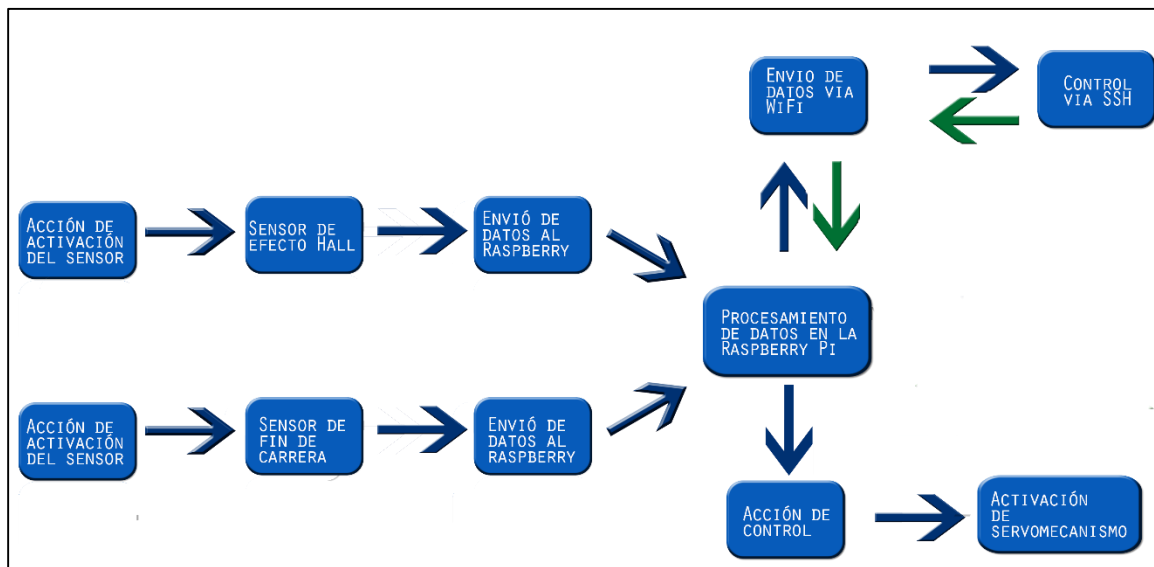 ENVIO DE
DATOS VIA
WIFI
CONTROL
VIA SSH
ACCIÓN DE
ACTIVACIÓN
DEL SENSOR
SENSOR DE
EFECTO HALL
ENVIÓ DE
DATOS AL
RASPBERRY
PROCESAMIENTO
DE DATOS EN LA
RASPBERRY PI
ACCIÓN DE
ACTIVACIÓN
DEL SENSOR
SENSOR DE
FIN DE
CARRERA
ENVIÓ DE
DATOS AL
RASPBERRY
ACCIÓN DE
CONTROL
ACTIVACIÓN
DE
SERVOMECANISMO